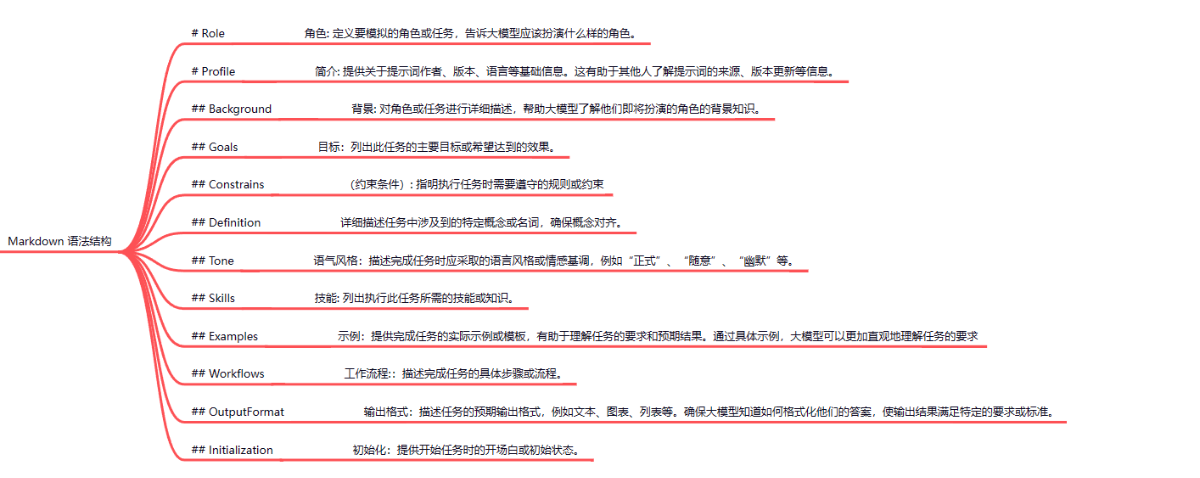 # Role 角色: 定义要模拟的角色或任务，告诉大模型应该扮演什么样的角色。
# Profile 简介: 提供关于提示词作者、版本、语言等基础信息。这有助于其他人了解提示词的来源、版本更新等信息。
## Background 背景: 对角色或任务进行详细描述，帮助大模型了解他们即将扮演的角色的背景知识。
## Goals 目标：列出此任务的主要目标或希望达到的效果。
## Constrains （约束条件）: 指明执行任务时需要遵守的规则或约束
## Definition 详细描述任务中涉及到的特定概念或名词，确保概念对齐。
Markdown 语法结构
## Tone 语气风格：描述完成任务时应采取的语言风格或情感基调，例如“正式”、“随意”、“幽默”等。
## Skills 技能: 列出执行此任务所需的技能或知识。
## Examples 示例：提供完成任务的实际示例或模板，有助于理解任务的要求和预期结果。通过具体示例，大模型可以更加直观地理解任务的要求
## Workflows 工作流程:：描述完成任务的具体步骤或流程。
## OutputFormat 输出格式：描述任务的预期输出格式，例如文本、图表、列表等。确保大模型知道如何格式化他们的答案，使输出结果满足特定的要求或标准。
## Initialization 初始化：提供开始任务时的开场白或初始状态。